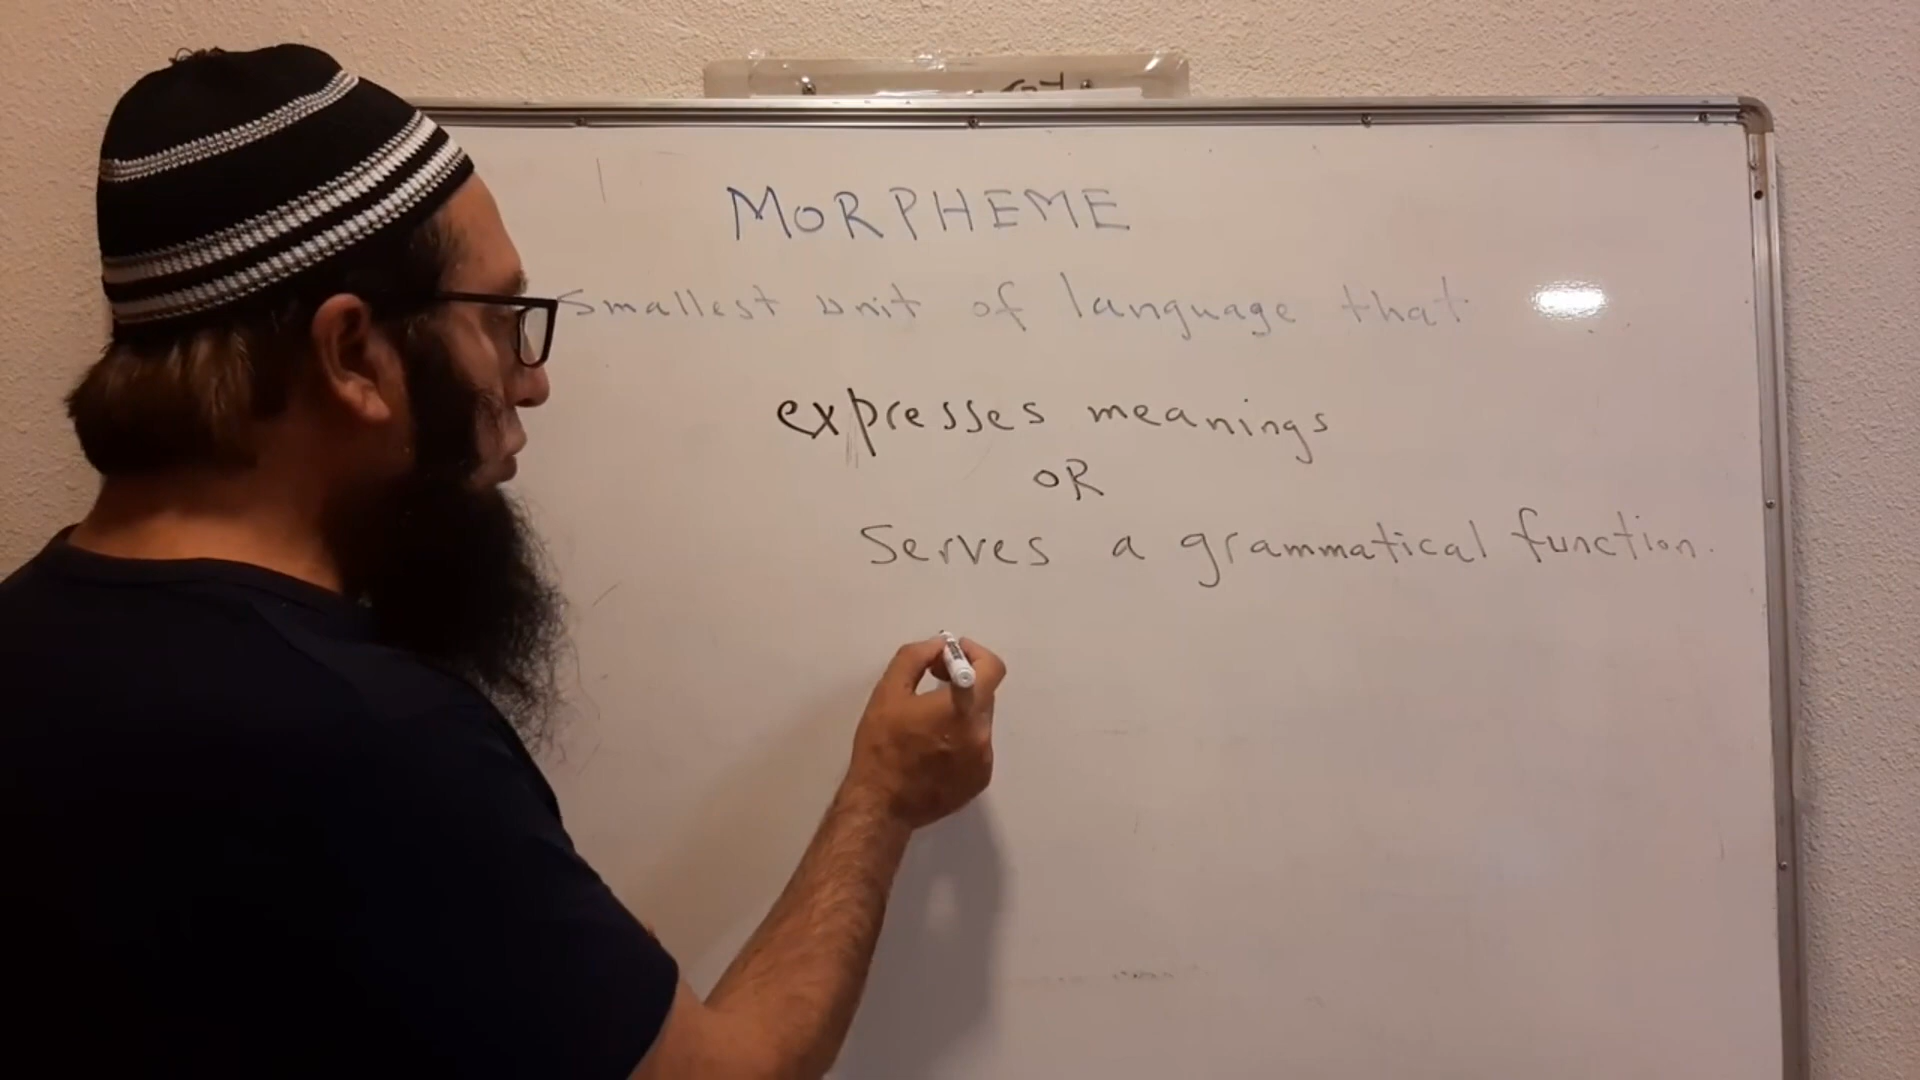 MORPHEME
smallest unit of language that
expresses meanings
OR
Serves a grammatical function.